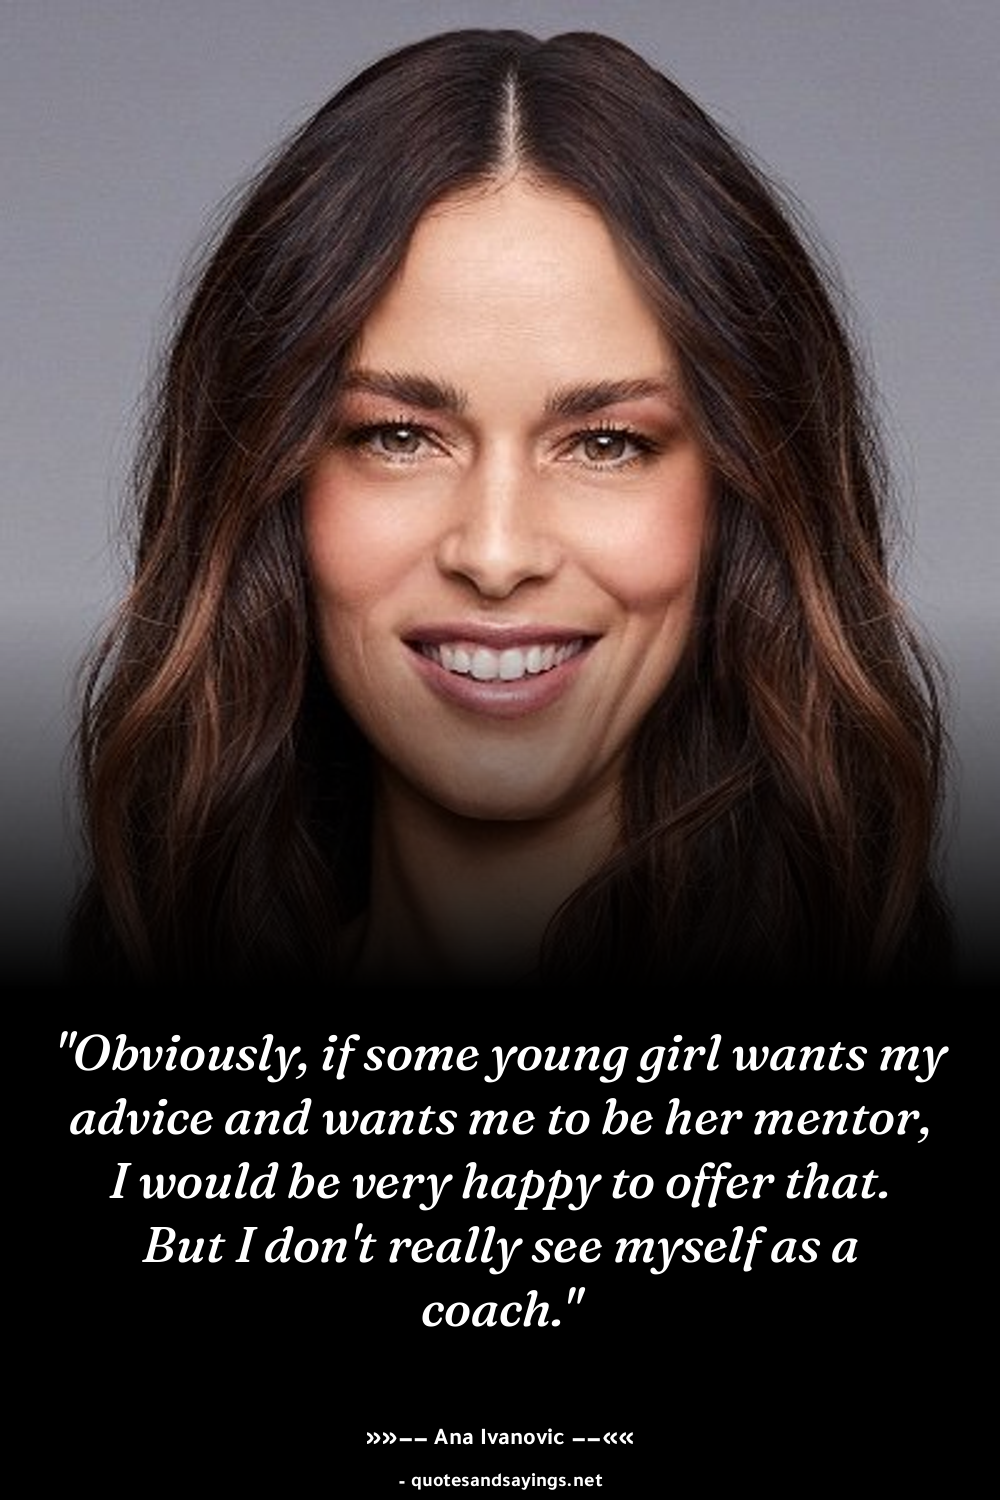 "Obviously, if some young girl wants my
advice and wants me to be her mentor,
I would be very happy to offer that.
But I don't really see myself as a
coach."
»»–– Ana Ivanovic ––««
- quotesandsayings.net